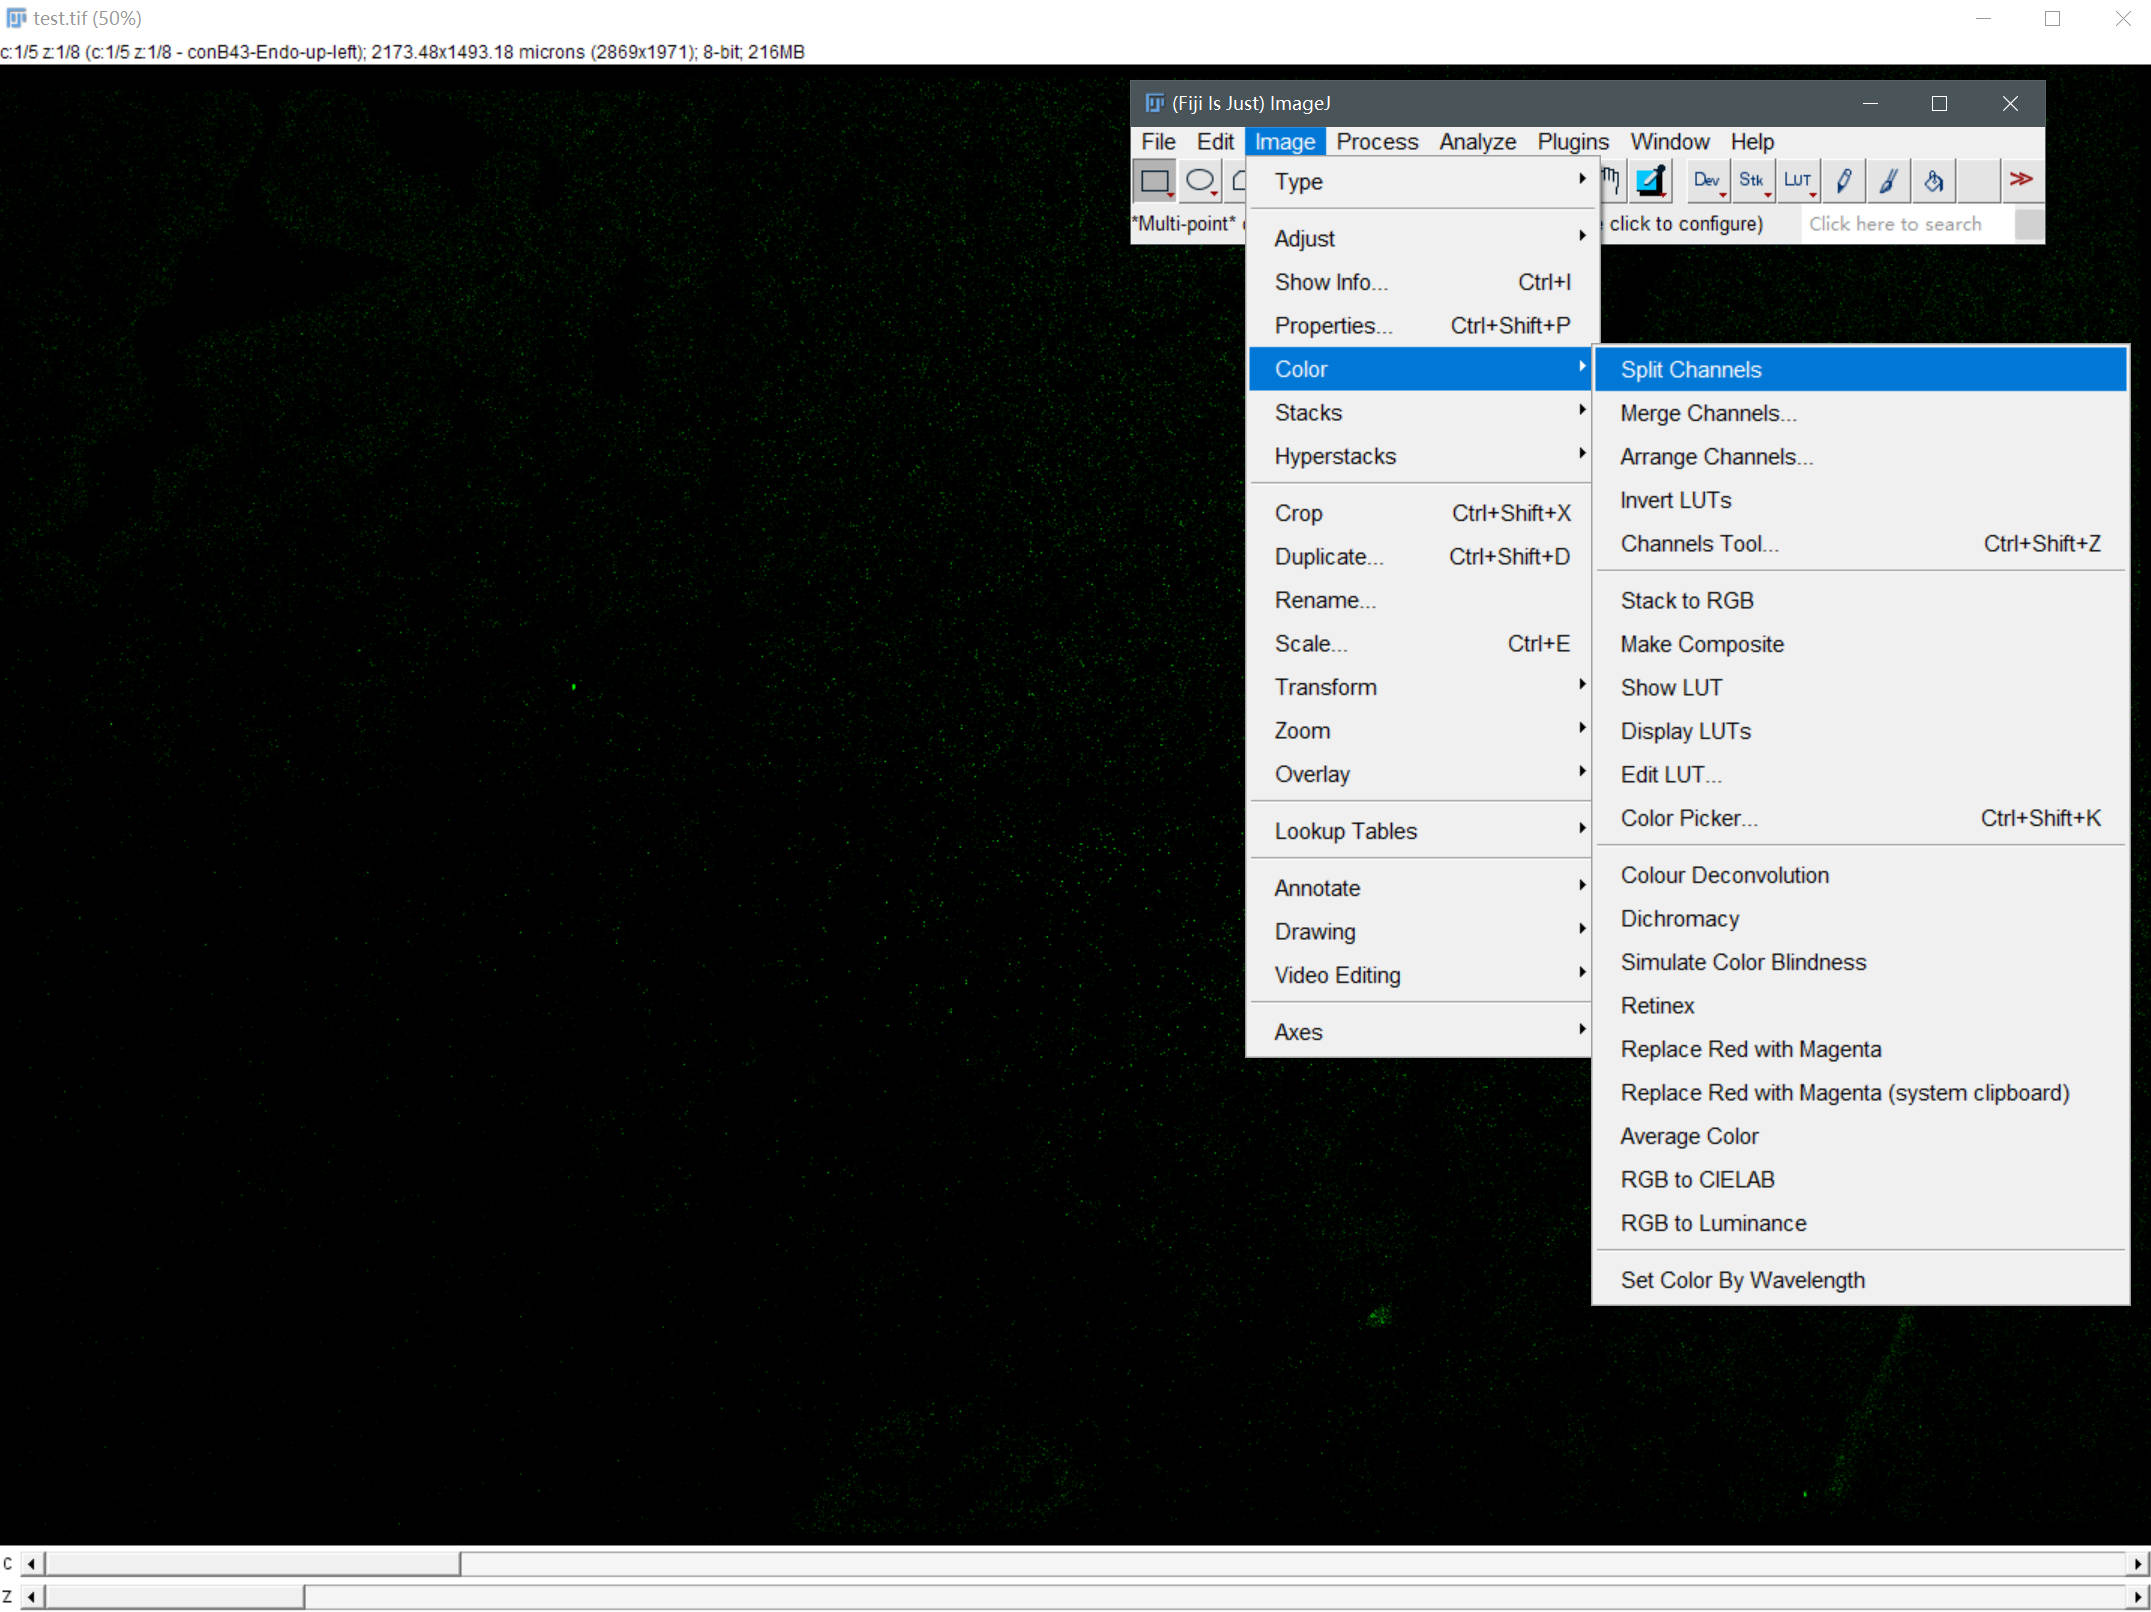 test.tif (50%)
c:1/5 z:1/8 (c:1/5 z:1/8 - conB43-Endo-up-left); 2173.48x1493.18 microns (2869x1971); 8-bit; 216MB
(Fiji Is Just) ImageJ
File Edit Image Process Analyze Plugins Window Help
Dev Stk LUT >>
*Multi-point* click to configure) Click here to search
Type
Adjust
Show Info... Ctrl+I
Properties... Ctrl+Shift+P
Color
Stacks
Hyperstacks
Crop Ctrl+Shift+X
Duplicate... Ctrl+Shift+D
Rename...
Scale... Ctrl+E
Transform
Zoom
Overlay
Lookup Tables
Annotate
Drawing
Video Editing
Axes
Split Channels
Merge Channels...
Arrange Channels...
Invert LUTs
Channels Tool... Ctrl+Shift+Z
Stack to RGB
Make Composite
Show LUT
Display LUTs
Edit LUT...
Color Picker... Ctrl+Shift+K
Colour Deconvolution
Dichromacy
Simulate Color Blindness
Retinex
Replace Red with Magenta
Replace Red with Magenta (system clipboard)
Average Color
RGB to CIELAB
RGB to Luminance
Set Color By Wavelength
c
z